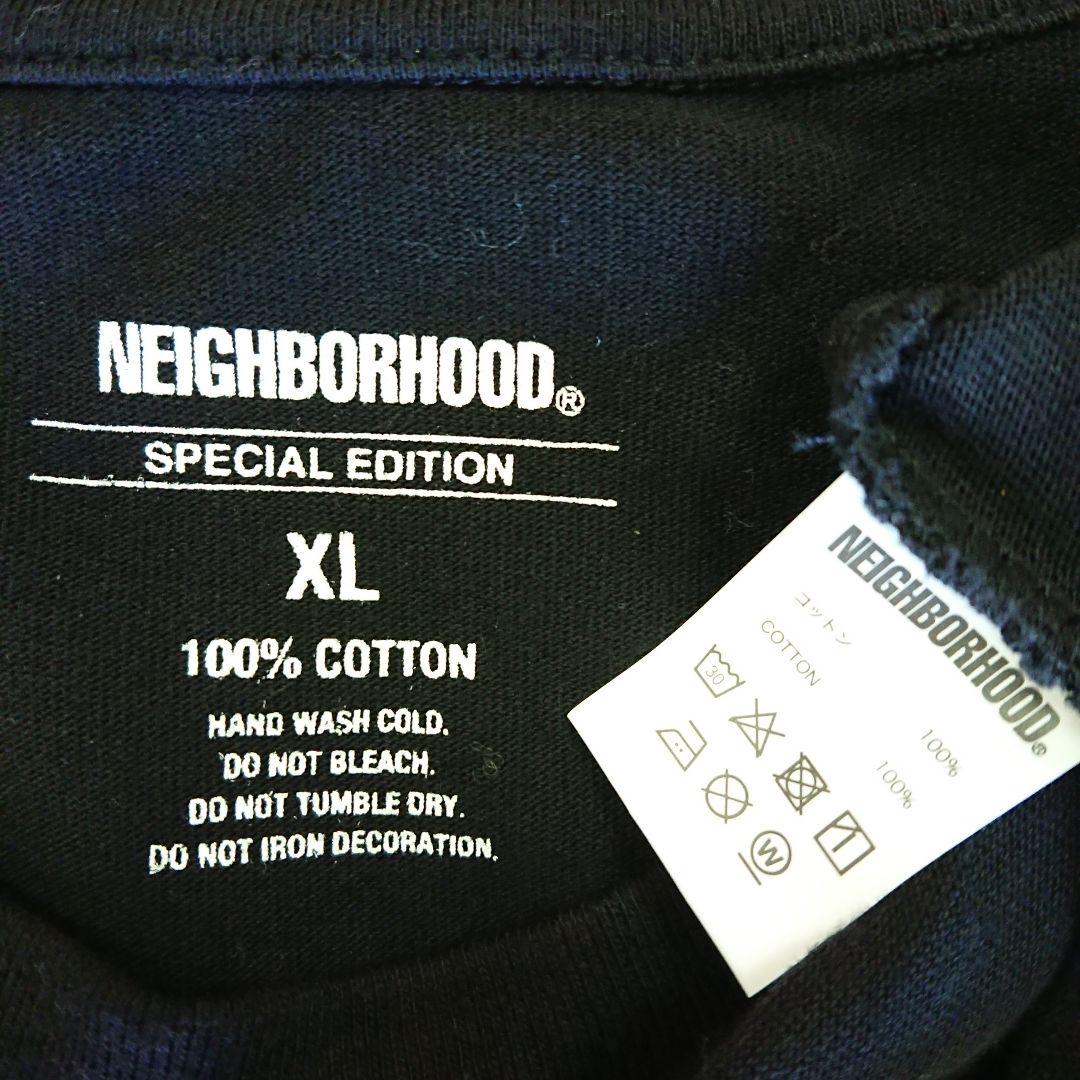 NEIGHBORHOOD®
SPECIAL EDITION
XL
100% COTTON
HAND WASH COLD.
DO NOT BLEACH.
DO NOT TUMBLE DRY.
DO NOT IRON DECORATION.
NEIGHBORHOOD®
コットン 100%
COTTON 100%
30
W